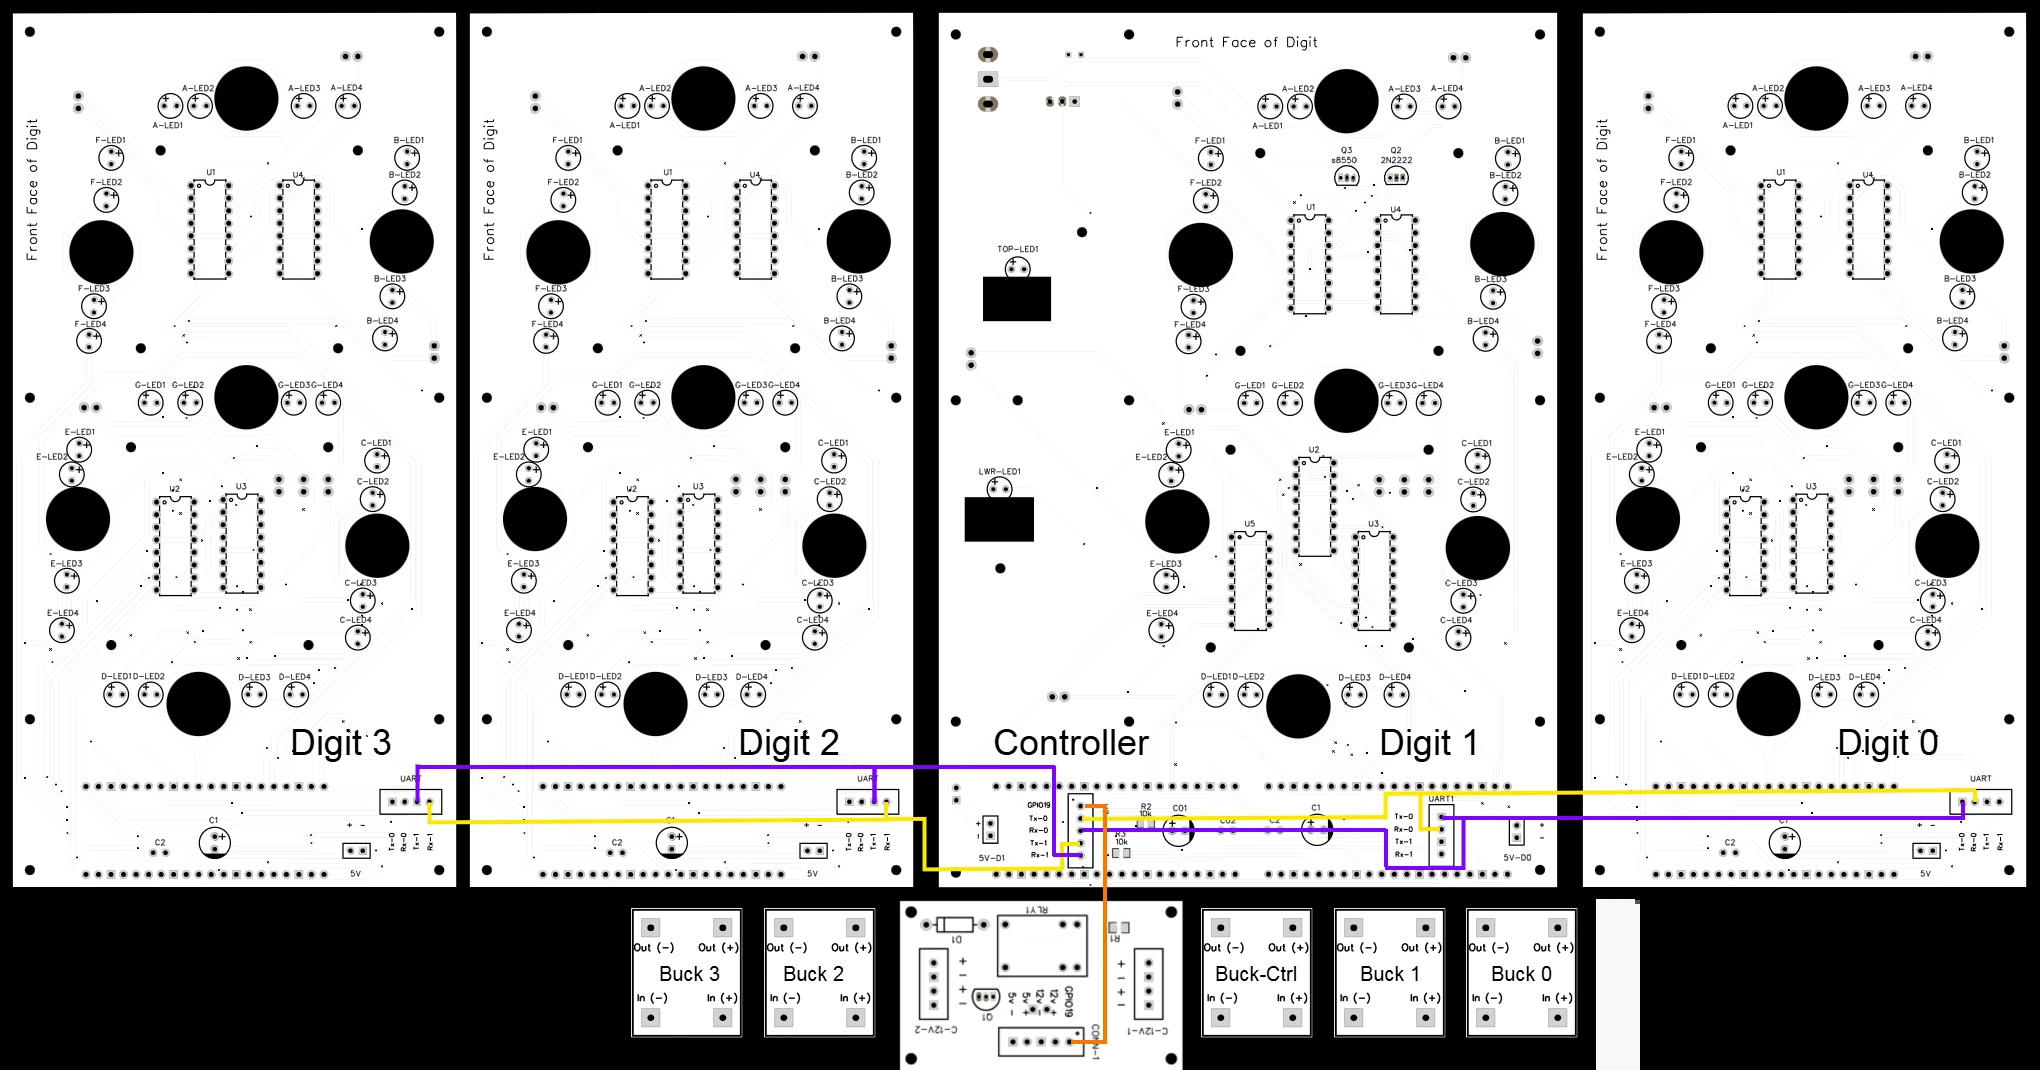 Front Face of Digit
A-LED1
A-LED2
A-LED3
A-LED4
F-LED1
F-LED2
B-LED1
B-LED2
U1
U4
F-LED3
F-LED4
B-LED3
B-LED4
G-LED1
G-LED2
G-LED3
G-LED4
E-LED1
E-LED2
C-LED1
C-LED2
U2
U3
E-LED3
E-LED4
C-LED3
C-LED4
D-LED1
D-LED2
D-LED3
D-LED4
Digit 3
UART
C1
C2
+ -
5V
Tx-0
Rx-0
Tx-1
Rx-1
Front Face of Digit
A-LED1
A-LED2
A-LED3
A-LED4
F-LED1
F-LED2
B-LED1
B-LED2
U1
U4
F-LED3
F-LED4
B-LED3
B-LED4
G-LED1
G-LED2
G-LED3
G-LED4
E-LED1
E-LED2
C-LED1
C-LED2
U2
U3
E-LED3
E-LED4
C-LED3
C-LED4
D-LED1
D-LED2
D-LED3
D-LED4
Digit 2
UART
C1
C2
+ -
5V
Tx-0
Rx-0
Tx-1
Rx-1
Front Face of Digit
A-LED1
A-LED2
A-LED3
A-LED4
F-LED1
F-LED2
Q3
s8550
Q2
2N2222
B-LED1
B-LED2
U1
U4
TOP-LED1
F-LED3
F-LED4
B-LED3
B-LED4
G-LED1
G-LED2
G-LED3
G-LED4
E-LED1
E-LED2
C-LED1
C-LED2
LWR-LED1
U2
U5
U3
E-LED3
E-LED4
C-LED3
C-LED4
D-LED1
D-LED2
D-LED3
D-LED4
Controller
Digit 1
GPIO19
Tx-0
Rx-0
Tx-1
Rx-1
5V-D1
R2
10k
R3
10k
C01
C02
C2
C1
UART1
Tx-0
Rx-0
Tx-1
Rx-1
5V-D0
Front Face of Digit
A-LED1
A-LED2
A-LED3
A-LED4
F-LED1
F-LED2
B-LED1
B-LED2
U1
U4
F-LED3
F-LED4
B-LED3
B-LED4
G-LED1
G-LED2
G-LED3
G-LED4
E-LED1
E-LED2
C-LED1
C-LED2
U2
U3
E-LED3
E-LED4
C-LED3
C-LED4
D-LED1
D-LED2
D-LED3
D-LED4
Digit 0
UART
C1
C2
+ -
5V
Tx-0
Rx-0
Tx-1
Rx-1
Out (-) Out (+)
Buck 3
In (-) In (+)
Out (-) Out (+)
Buck 2
In (-) In (+)
RLY1
D1
R1
Q1
5V -
5V +
12V -
12V +
GPIO19
C-12V-2
C-12V-1
CONN-1
Out (-) Out (+)
Buck-Ctrl
In (-) In (+)
Out (-) Out (+)
Buck 1
In (-) In (+)
Out (-) Out (+)
Buck 0
In (-) In (+)